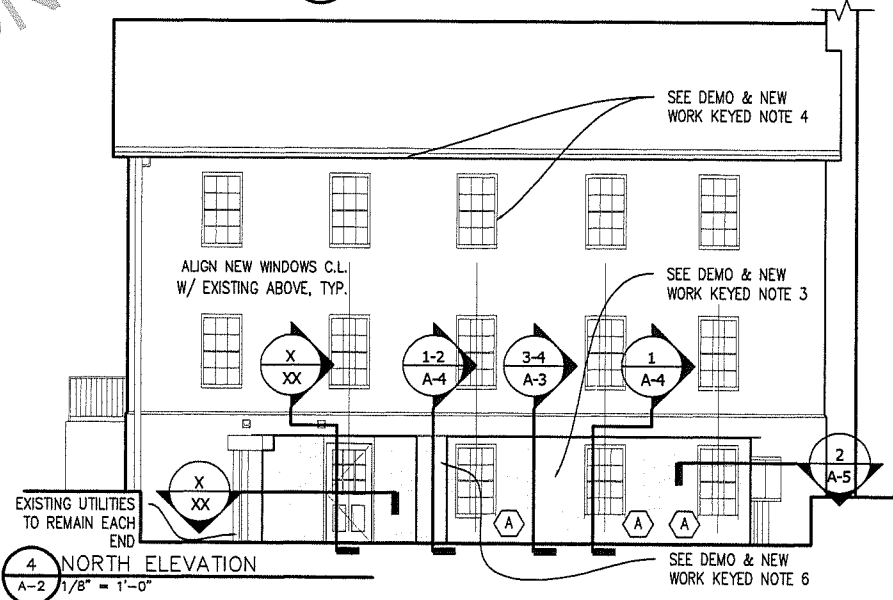 SEE DEMO & NEW
WORK KEYED NOTE 4
ALIGN NEW WINDOWS C.L.
W/ EXISTING ABOVE, TYP.
SEE DEMO & NEW
WORK KEYED NOTE 3
X
XX
1-2
A-4
3-4
A-3
1
A-4
2
A-5
X
XX
EXISTING UTILITIES
TO REMAIN EACH
END
A
A
A
SEE DEMO & NEW
WORK KEYED NOTE 6
4
A-2
NORTH ELEVATION
1/8" = 1'-0"